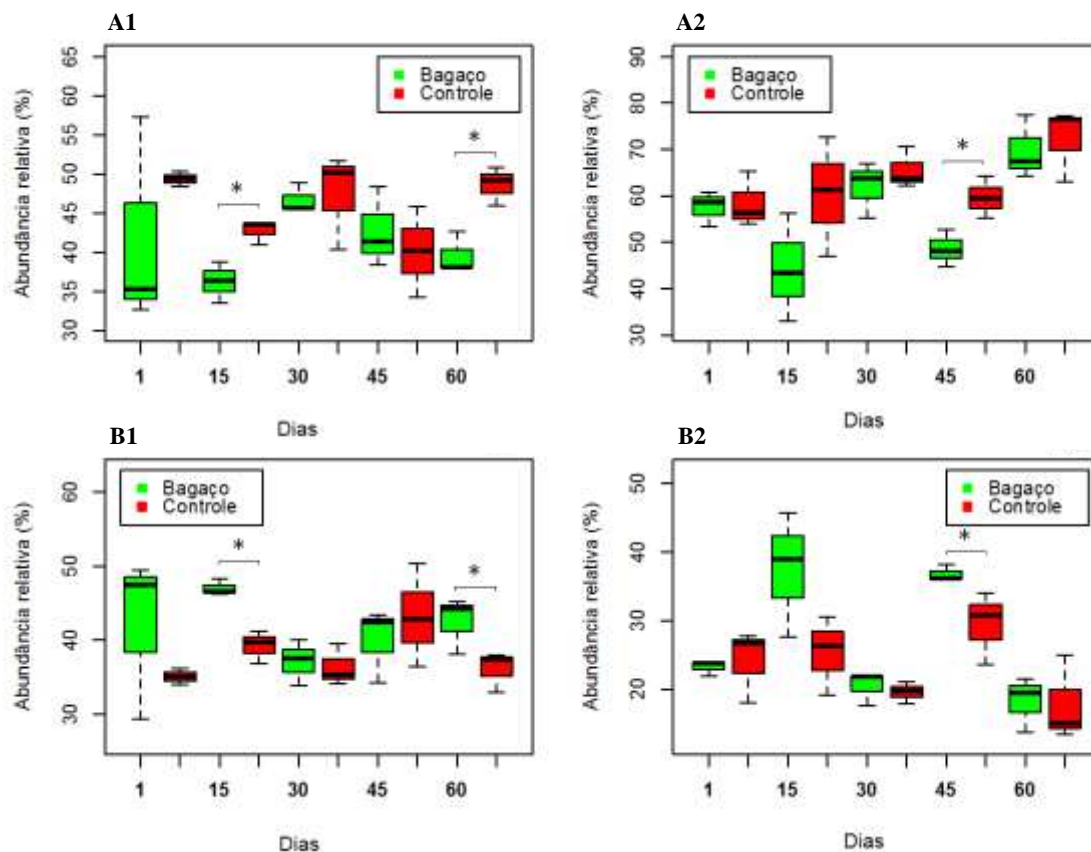 A1
Abundância relativa (%)
65
60
55
50
45
40
35
30
Bagaço
Controle
*
*
1
15
30
45
60
Dias
A2
Abundância relativa (%)
90
80
70
60
50
40
30
Bagaço
Controle
*
1
15
30
45
60
Dias
B1
Abundância relativa (%)
60
50
40
30
Bagaço
Controle
*
*
1
15
30
45
60
Dias
B2
Abundância relativa (%)
50
40
30
20
Bagaço
Controle
*
1
15
30
45
60
Dias